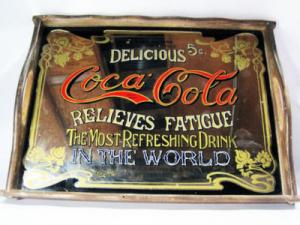 DELICIOUS 5¢.
Coca-Cola
RELIEVES FATIGUE
THE MOST REFRESHING DRINK
IN THE WORLD